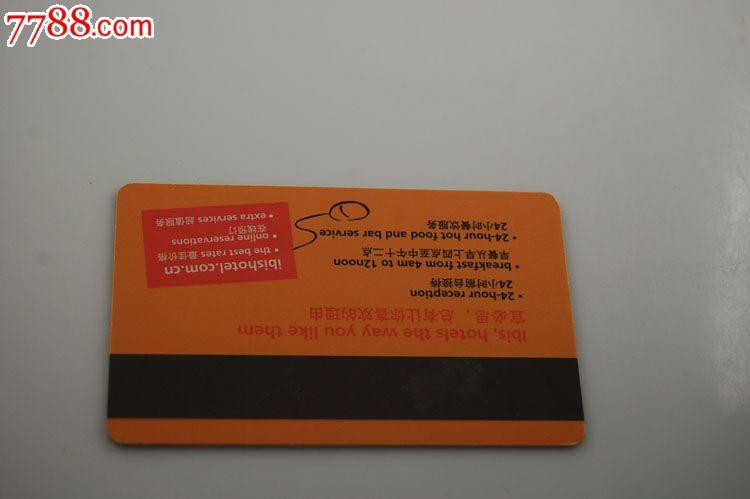 7788.com
Ibis, hotels the way you like them
宜必思，总有让你喜欢的理由
• 24-hour reception
24小时前台接待
• breakfast from 4am to 12noon
早餐从早上四点至中午十二点
• 24-hour hot food and bar service
24小时餐饮服务
ibishotel.com.cn
• the best rates 最佳价格
• online reservations
在线预订
• extra services 超值服务